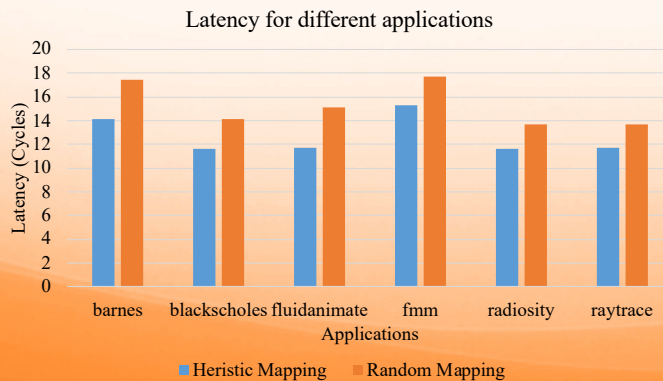 Latency for different applications
20
18
16
14
12
10
8
6
4
2
0
Latency (Cycles)
barnes blackscholes fluidanimate fmm radiosity raytrace
Applications
Heristic Mapping Random Mapping